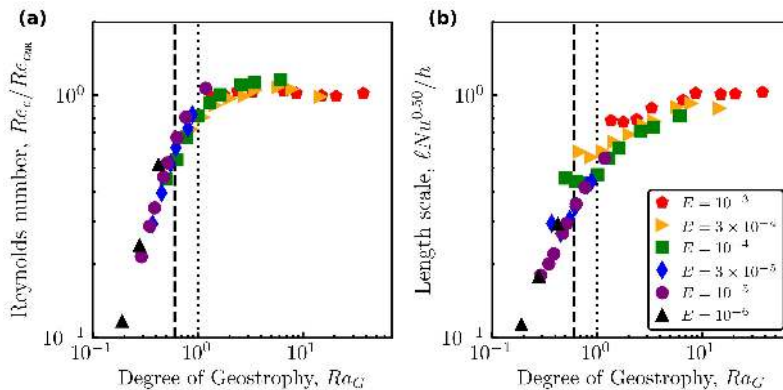 (a)
Reynolds number, Re_c/Re_CNR
10^0
10^-1
10^-1
10^0
10^1
Degree of Geostrophy, Ra_G
(b)
Length scale, ℓNu^0.50/h
10^0
10^-1
10^-1
10^0
10^1
Degree of Geostrophy, Ra_G
E = 10^-3
E = 3 × 10^-4
E = 10^-4
E = 3 × 10^-5
E = 10^-5
E = 10^-6